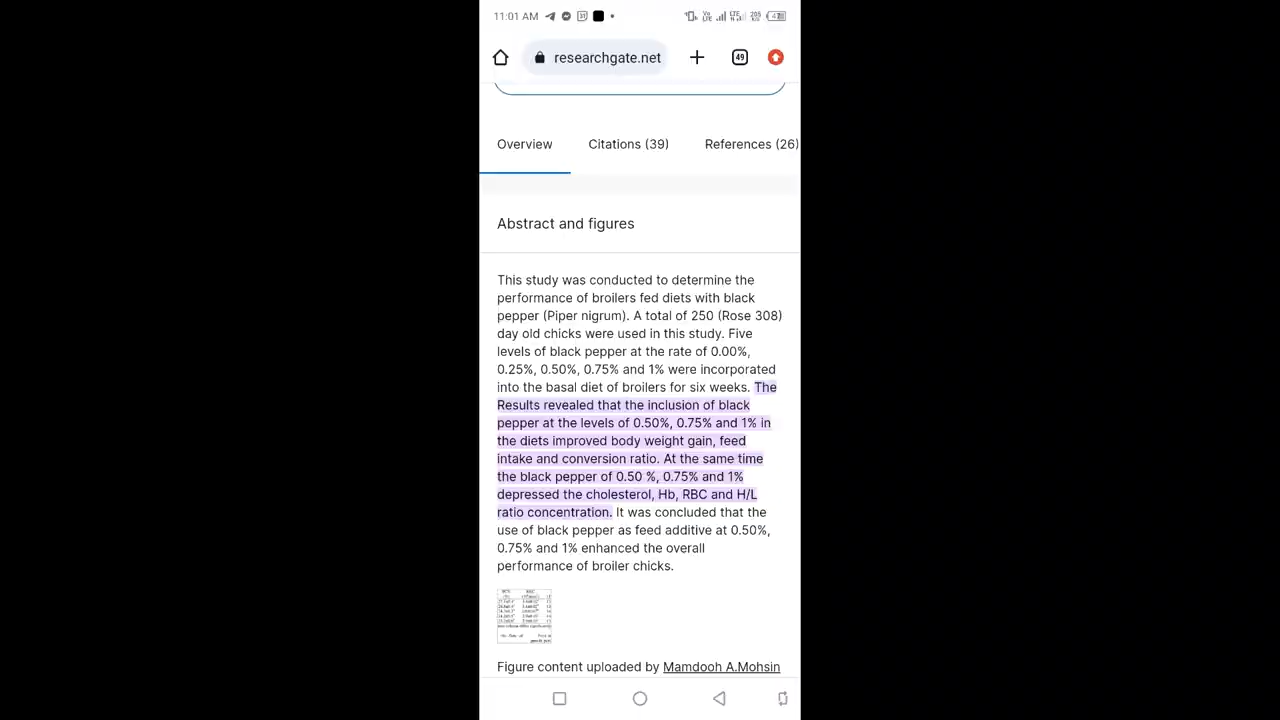 11:01 AM
researchgate.net
49
Overview Citations (39) References (26)
Abstract and figures
This study was conducted to determine the
performance of broilers fed diets with black
pepper (Piper nigrum). A total of 250 (Rose 308)
day old chicks were used in this study. Five
levels of black pepper at the rate of 0.00%,
0.25%, 0.50%, 0.75% and 1% were incorporated
into the basal diet of broilers for six weeks. The
Results revealed that the inclusion of black
pepper at the levels of 0.50%, 0.75% and 1% in
the diets improved body weight gain, feed
intake and conversion ratio. At the same time
the black pepper of 0.50 %, 0.75% and 1%
depressed the cholesterol, Hb, RBC and H/L
ratio concentration. It was concluded that the
use of black pepper as feed additive at 0.50%,
0.75% and 1% enhanced the overall
performance of broiler chicks.
Figure content uploaded by Mamdooh A.Mohsin